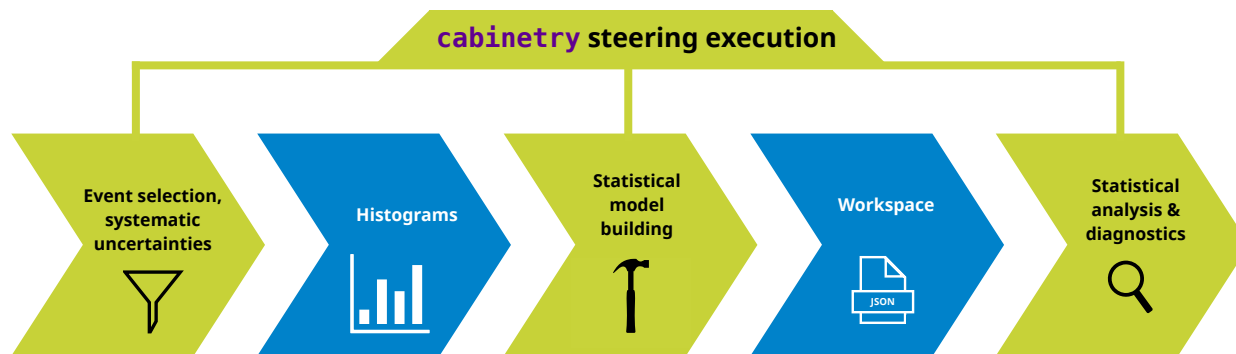 cabinetry steering execution
Event selection,
systematic
uncertainties
Histograms
Statistical
model
building
Workspace
JSON
Statistical
analysis &
diagnostics